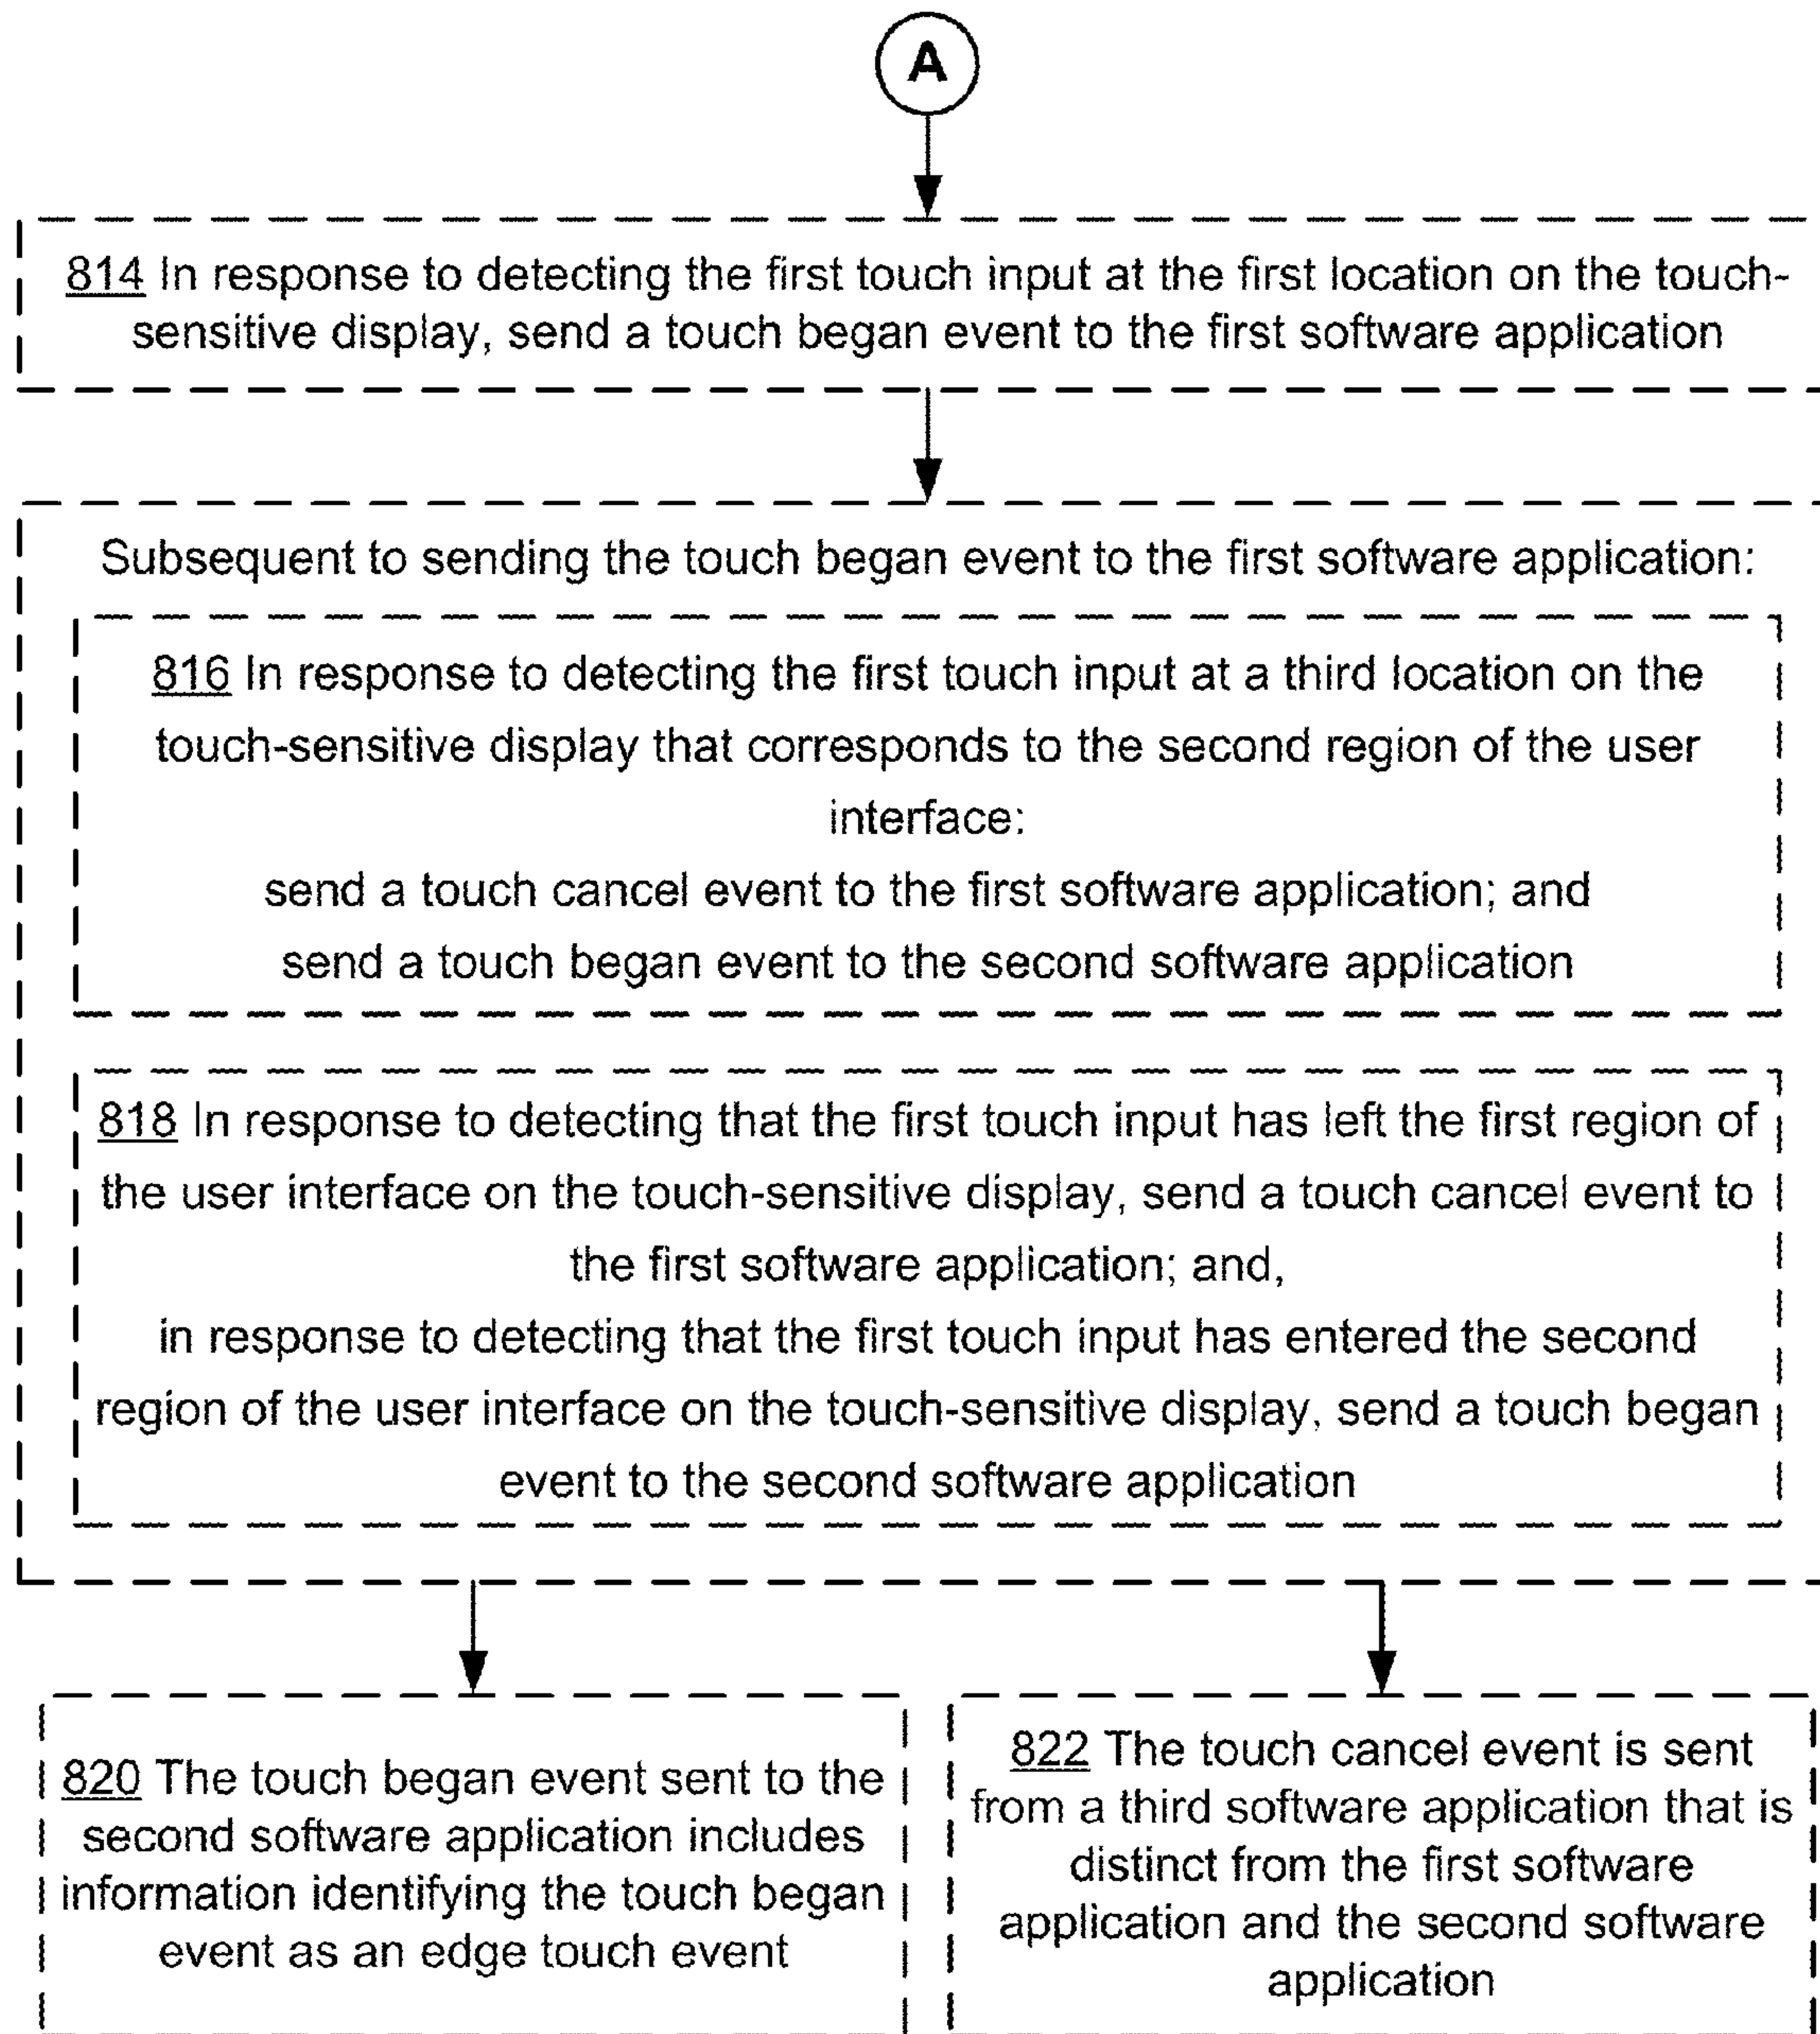 A
814 In response to detecting the first touch input at the first location on the touch-
sensitive display, send a touch began event to the first software application
Subsequent to sending the touch began event to the first software application:
816 In response to detecting the first touch input at a third location on the
touch-sensitive display that corresponds to the second region of the user
interface:
send a touch cancel event to the first software application; and
send a touch began event to the second software application
818 In response to detecting that the first touch input has left the first region of
the user interface on the touch-sensitive display, send a touch cancel event to
the first software application; and,
in response to detecting that the first touch input has entered the second
region of the user interface on the touch-sensitive display, send a touch began
event to the second software application
820 The touch began event sent to the
second software application includes
information identifying the touch began
event as an edge touch event
822 The touch cancel event is sent
from a third software application that is
distinct from the first software
application and the second software
application